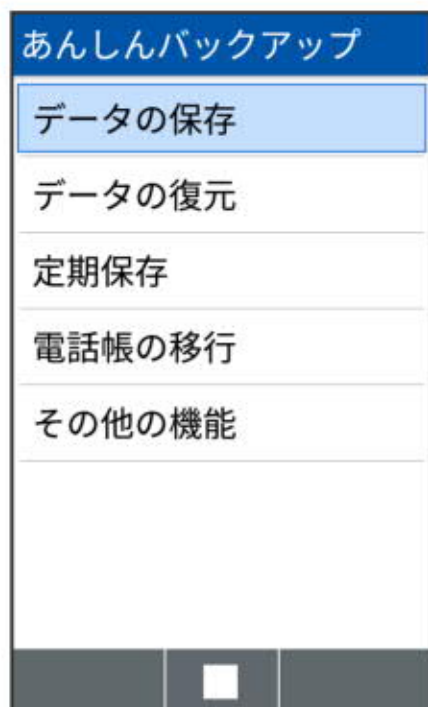 あんしんバックアップ
データの保存
データの復元
定期保存
電話帳の移行
その他の機能